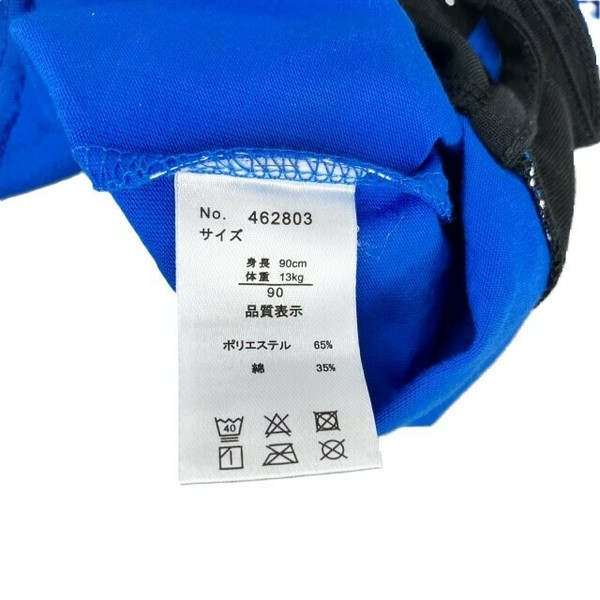 No. 462803
サイズ
身長 90cm
体重 13kg
90
品質表示
ポリエステル 65%
綿 35%
40